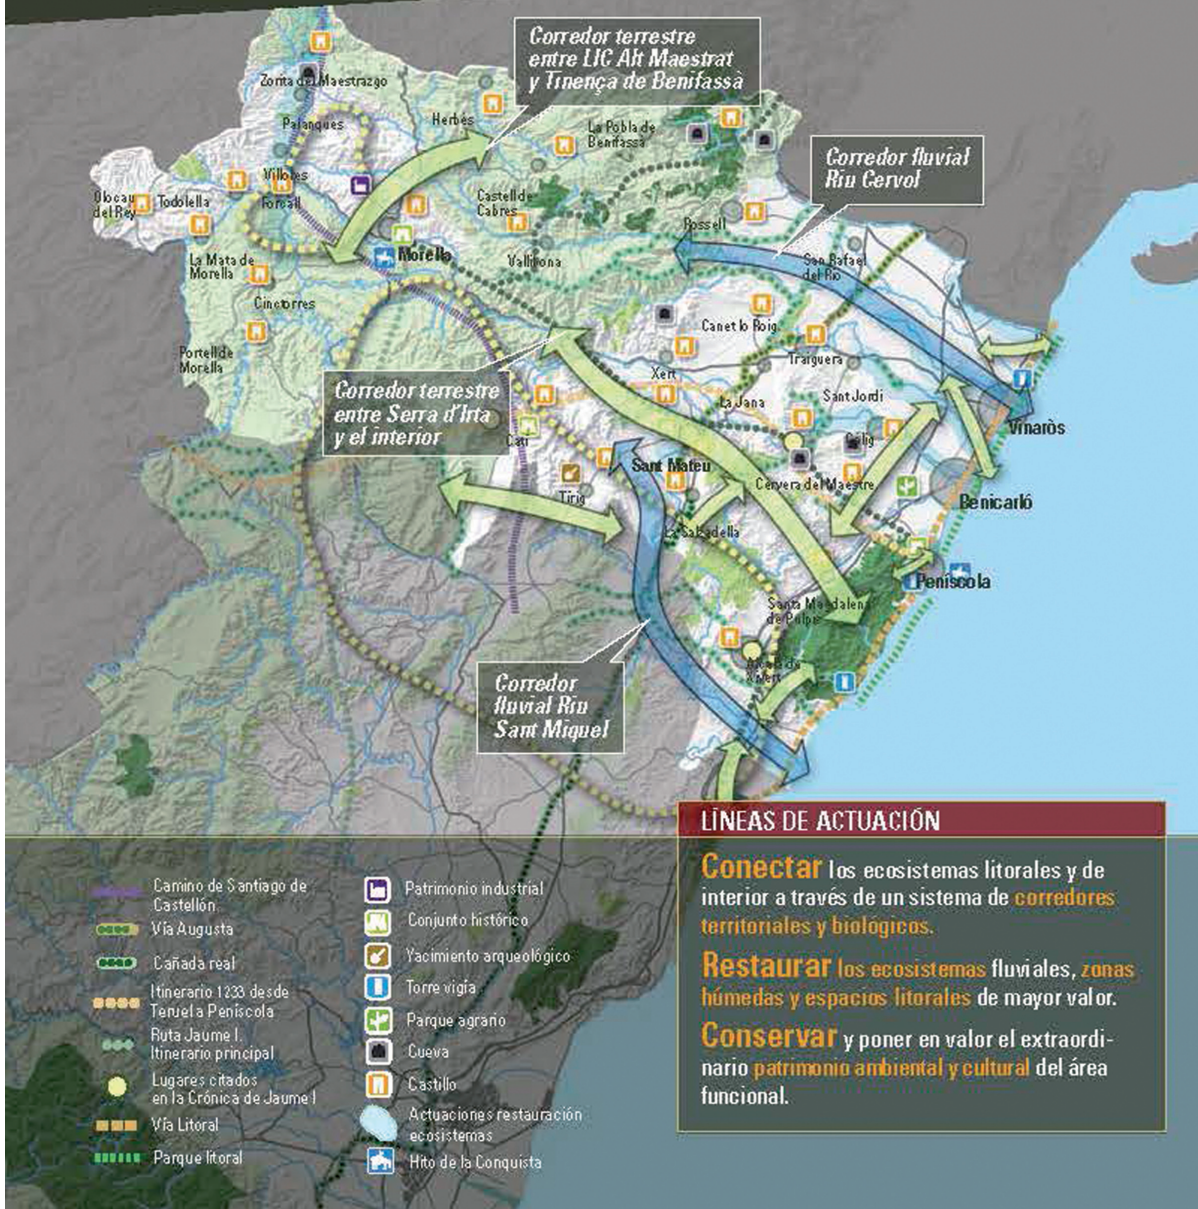 Corredor terrestre
entre LIC Alt Maestrat
y Tinença de Benifassà
Zorita del Maestrazgo
Palanques
Herbés
La Pobla de
Benifassà
Corredor fluvial
Riu Cervol
Villores
Olocau
del Rey
Todolella
Forcall
Castell de
Cabres
Rossell
La Mata de
Morella
Morella
Vallibona
San Rafael
del Río
Cinctorres
Canet lo Roig
Portell de
Morella
Traiguera
Corredor terrestre
entre Serra d'Irta
y el interior
Xert
La Jana
Sant Jordi
Vinaròs
Catí
Càlig
Sant Mateu
Tírig
Cervera del Maestre
Benicarló
La Salzadella
Peníscola
Santa Magdalena
de Pulpis
Alcalà de
Xivert
Corredor
fluvial Riu
Sant Miquel
LÍNEAS DE ACTUACIÓN
Conectar los ecosistemas litorales y de
interior a través de un sistema de corredores
territoriales y biológicos.
Restaurar los ecosistemas fluviales, zonas
húmedas y espacios litorales de mayor valor.
Conservar y poner en valor el extraordi-
nario patrimonio ambiental y cultural del área
funcional.
Camino de Santiago de
Castellón
Vía Augusta
Cañada real
Itinerario 1233 desde
Teruel a Peníscola
Ruta Jaume I.
Itinerario principal
Lugares citados
en la Crónica de Jaume I
Vía Litoral
Parque litoral
Patrimonio industrial
Conjunto histórico
Yacimiento arqueológico
Torre vigía
Parque agrario
Cueva
Castillo
Actuaciones restauración
ecosistemas
Hito de la Conquista